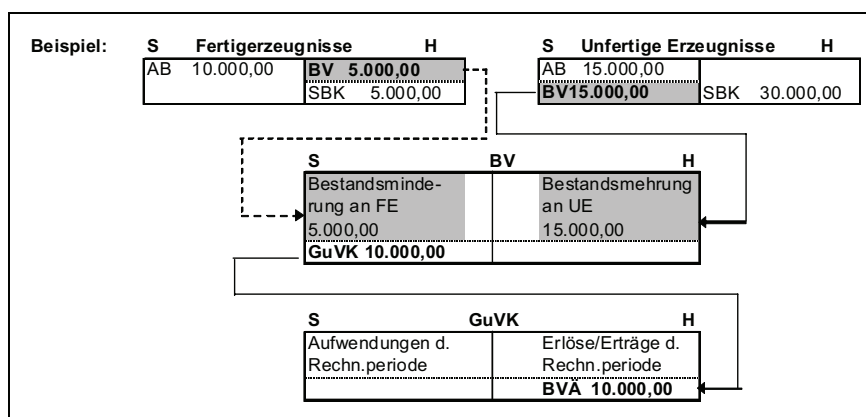 Beispiel: S Fertigerzeugnisse H S Unfertige Erzeugnisse H
AB 10.000,00 BV 5.000,00 AB 15.000,00
SBK 5.000,00 BV15.000,00 SBK 30.000,00
S BV H
Bestandsminde- Bestandsmehrung
rung an FE an UE
5.000,00 15.000,00
GuVK 10.000,00
S GuVK H
Aufwendungen d. Erlöse/Erträge d.
Rechn.periode Rechn.periode
BVÄ 10.000,00